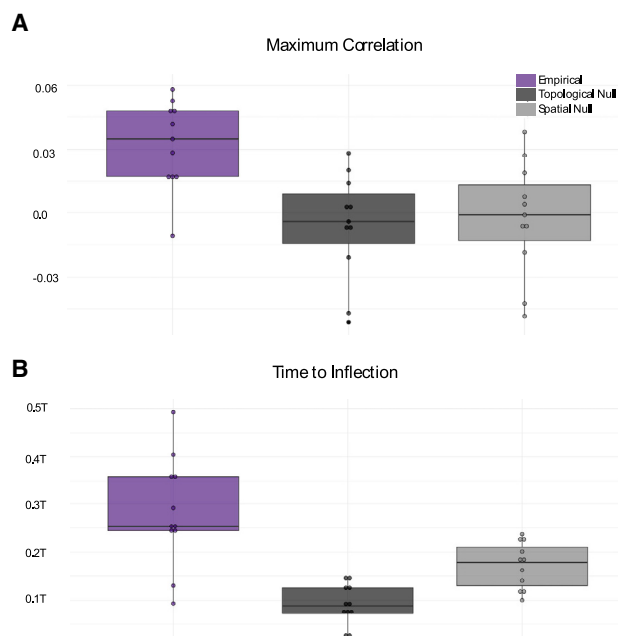 A
Maximum Correlation
0.06
Empirical
Topological Null
Spatial Null
0.03
0.0
-0.03
B
Time to Inflection
0.5T
0.4T
0.3T
0.2T
0.1T